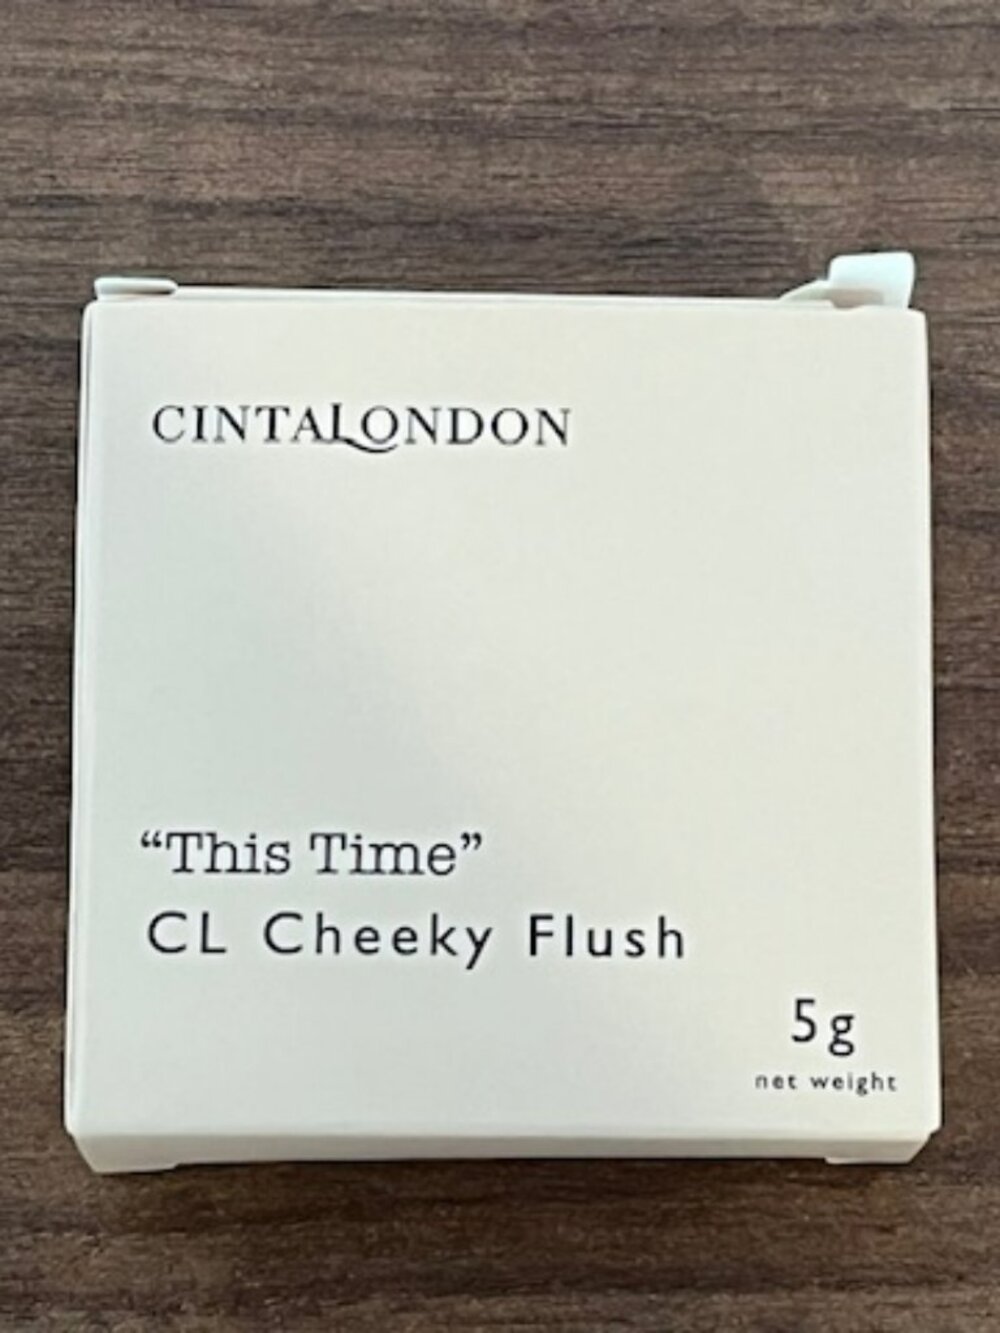 CINTALONDON
“This Time”
CL Cheeky Flush
5g
net weight